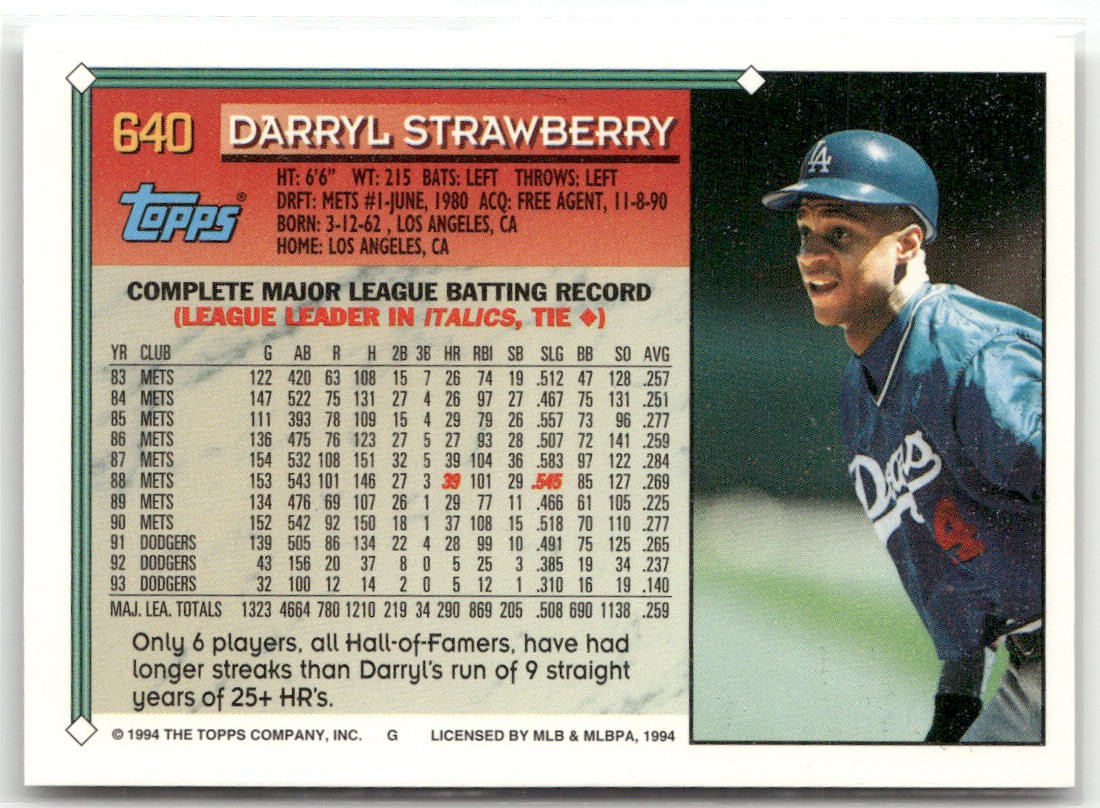 640 DARRYL STRAWBERRY
Topps®
HT: 6'6" WT: 215 BATS: LEFT THROWS: LEFT
DRFT: METS #1-JUNE, 1980 ACQ: FREE AGENT, 11-8-90
BORN: 3-12-62 , LOS ANGELES, CA
HOME: LOS ANGELES, CA
COMPLETE MAJOR LEAGUE BATTING RECORD
(LEAGUE LEADER IN ITALICS, TIE ♦)
YR CLUB G AB R H 2B 3B HR RBI SB SLG BB SO AVG
83 METS 122 420 63 108 15 7 26 74 19 .512 47 128 .257
84 METS 147 522 75 131 27 4 26 97 27 .467 75 131 .251
85 METS 111 393 78 109 15 4 29 79 26 .557 73 96 .277
86 METS 136 475 76 123 27 5 27 93 28 .507 72 141 .259
87 METS 154 532 108 151 32 5 39 104 36 .583 97 122 .284
88 METS 153 543 101 146 27 3 39 101 29 .545 85 127 .269
89 METS 134 476 69 107 26 1 29 77 11 .466 61 105 .225
90 METS 152 542 92 150 18 1 37 108 15 .518 70 110 .277
91 DODGERS 139 505 86 134 22 4 28 99 10 .491 75 125 .265
92 DODGERS 43 156 20 37 8 0 5 25 3 .385 19 34 .237
93 DODGERS 32 100 12 14 2 0 5 12 1 .310 16 19 .140
MAJ. LEA. TOTALS 1323 4664 780 1210 219 34 290 869 205 .508 690 1138 .259
Only 6 players, all Hall-of-Famers, have had
longer streaks than Darryl's run of 9 straight
years of 25+ HR's.
© 1994 THE TOPPS COMPANY, INC. G LICENSED BY MLB & MLBPA, 1994
LA
4